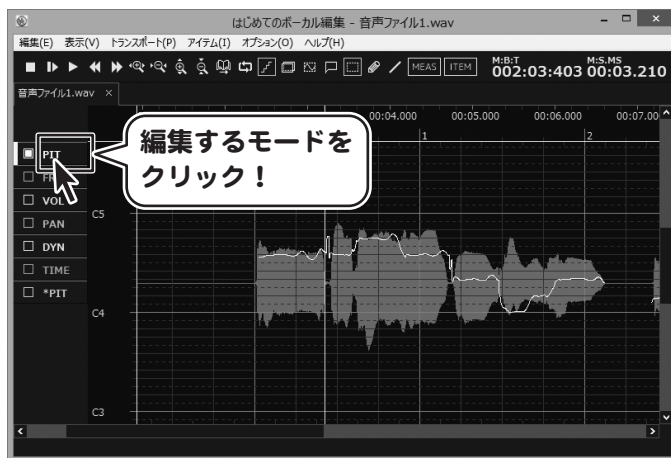 はじめてのボーカル編集 - 音声ファイル1.wav
編集(E) 表示(V) トランスポート(P) アイテム(I) オプション(O) ヘルプ(H)
MEAS ITEM
M:B:T M:S.MS
002:03:403 00:03.210
音声ファイル1.wav ×
00:04.000 00:05.000 00:06.000 00:07.00
1 2
編集するモードを
クリック！
PIT
VOL
PAN
DYN
TIME
*PIT
C5
C4
C3